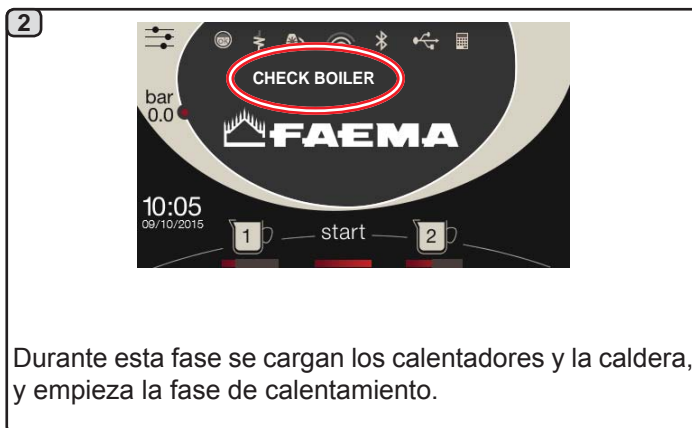 2
CHECK BOILER
bar
0.0
FAEMA
10:05
09/10/2015
1
start
2
Durante esta fase se cargan los calentadores y la caldera,
y empieza la fase de calentamiento.